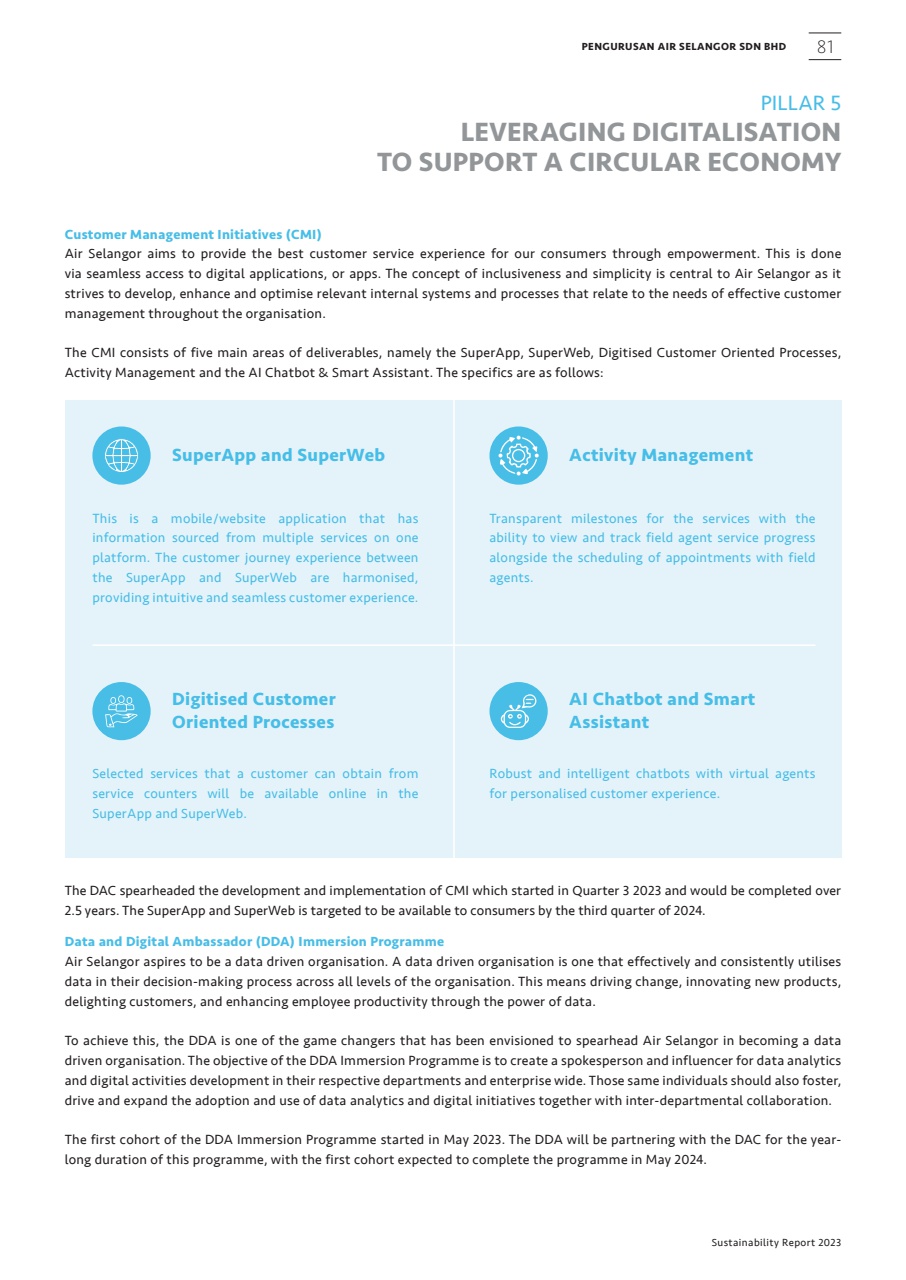 PENGURUSAN AIR SELANGOR SDN BHD 81
PILLAR 5
LEVERAGING DIGITALISATION
TO SUPPORT A CIRCULAR ECONOMY
Customer Management Initiatives (CMI)
Air Selangor aims to provide the best customer service experience for our consumers through empowerment. This is done
via seamless access to digital applications, or apps. The concept of inclusiveness and simplicity is central to Air Selangor as it
strives to develop, enhance and optimise relevant internal systems and processes that relate to the needs of effective customer
management throughout the organisation.
The CMI consists of five main areas of deliverables, namely the SuperApp, SuperWeb, Digitised Customer Oriented Processes,
Activity Management and the AI Chatbot & Smart Assistant. The specifics are as follows:
SuperApp and SuperWeb
This is a mobile/website application that has
information sourced from multiple services on one
platform. The customer journey experience between
the SuperApp and SuperWeb are harmonised,
providing intuitive and seamless customer experience.
Activity Management
Transparent milestones for the services with the
ability to view and track field agent service progress
alongside the scheduling of appointments with field
agents.
Digitised Customer
Oriented Processes
Selected services that a customer can obtain from
service counters will be available online in the
SuperApp and SuperWeb.
AI Chatbot and Smart
Assistant
Robust and intelligent chatbots with virtual agents
for personalised customer experience.
The DAC spearheaded the development and implementation of CMI which started in Quarter 3 2023 and would be completed over
2.5 years. The SuperApp and SuperWeb is targeted to be available to consumers by the third quarter of 2024.
Data and Digital Ambassador (DDA) Immersion Programme
Air Selangor aspires to be a data driven organisation. A data driven organisation is one that effectively and consistently utilises
data in their decision-making process across all levels of the organisation. This means driving change, innovating new products,
delighting customers, and enhancing employee productivity through the power of data.
To achieve this, the DDA is one of the game changers that has been envisioned to spearhead Air Selangor in becoming a data
driven organisation. The objective of the DDA Immersion Programme is to create a spokesperson and influencer for data analytics
and digital activities development in their respective departments and enterprise wide. Those same individuals should also foster,
drive and expand the adoption and use of data analytics and digital initiatives together with inter-departmental collaboration.
The first cohort of the DDA Immersion Programme started in May 2023. The DDA will be partnering with the DAC for the year-
long duration of this programme, with the first cohort expected to complete the programme in May 2024.
Sustainability Report 2023